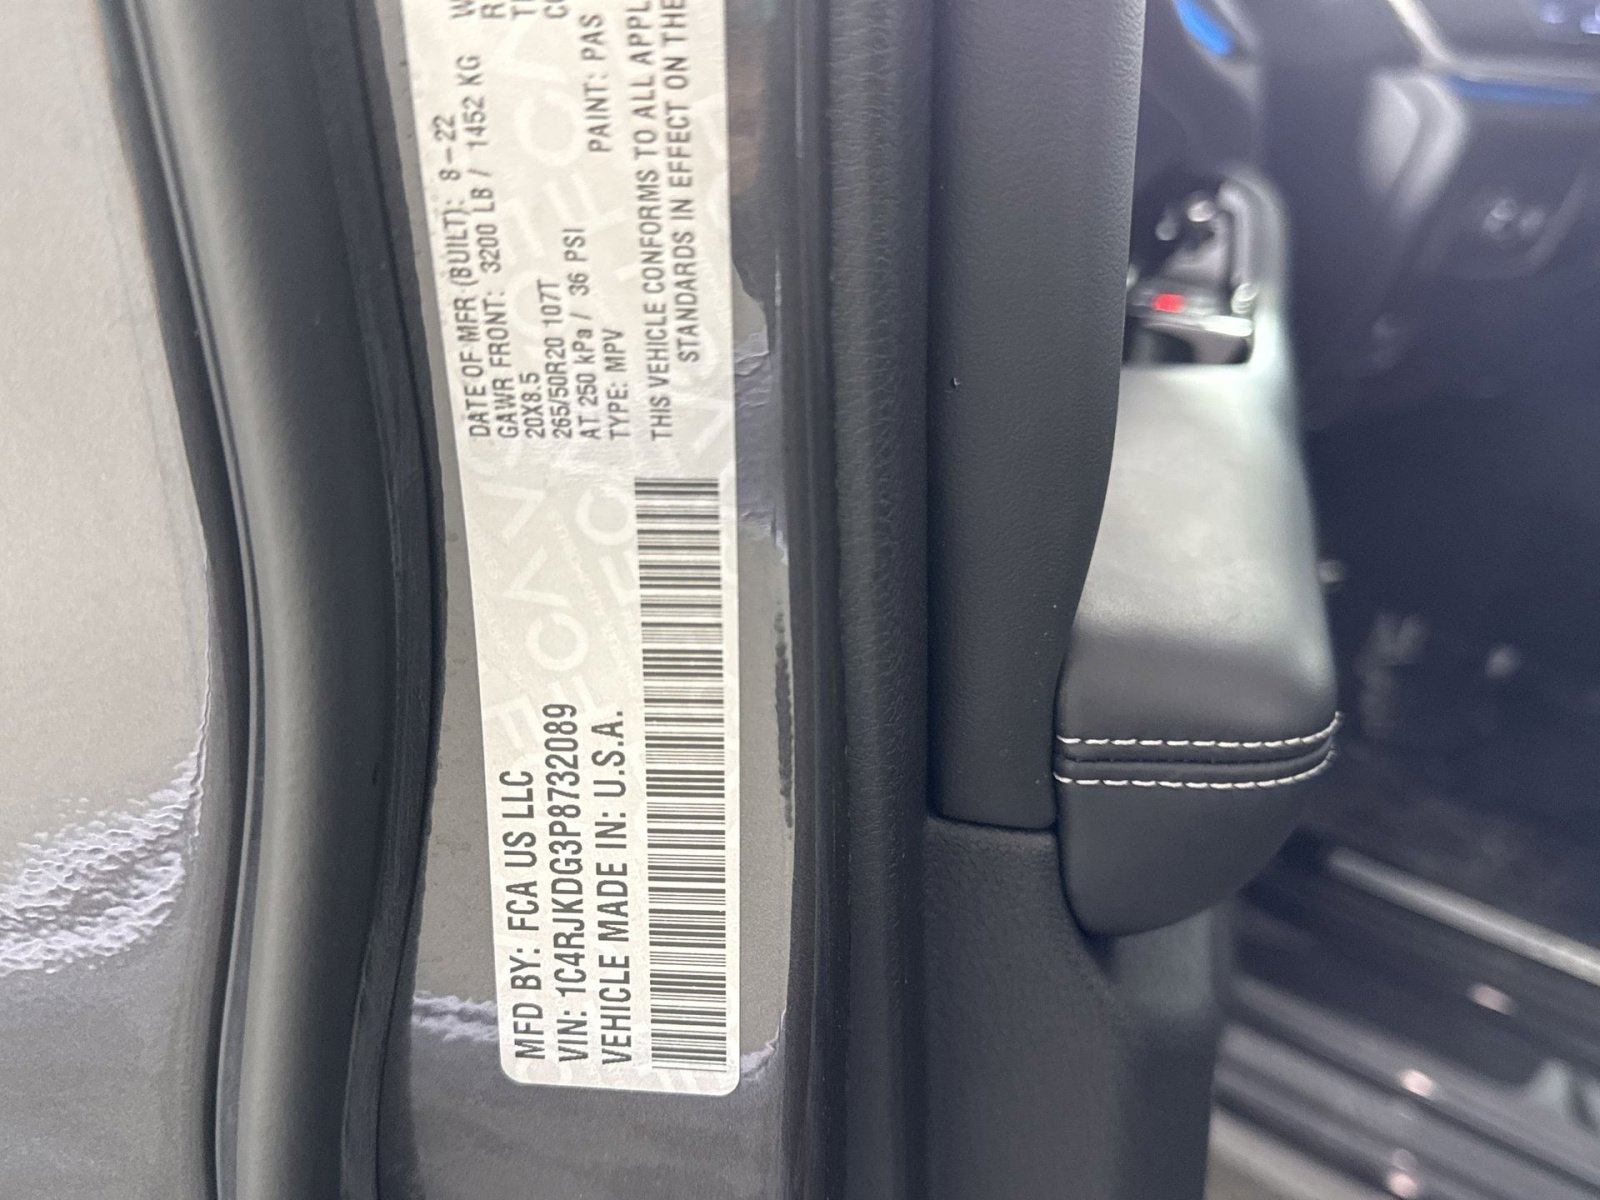 MFD BY: FCA US LLC
VIN: 1C4RJKDG3P8732089
VEHICLE MADE IN: U.S.A.
DATE OF MFR (BUILT): 8-22
GAWR FRONT: 3200 LB / 1452 KG
20X8.5
265/50R20 107T
AT 250 kPa / 36 PSI
TYPE: MPV PAINT: PAS
THIS VEHICLE CONFORMS TO ALL APPL
STANDARDS IN EFFECT ON THE